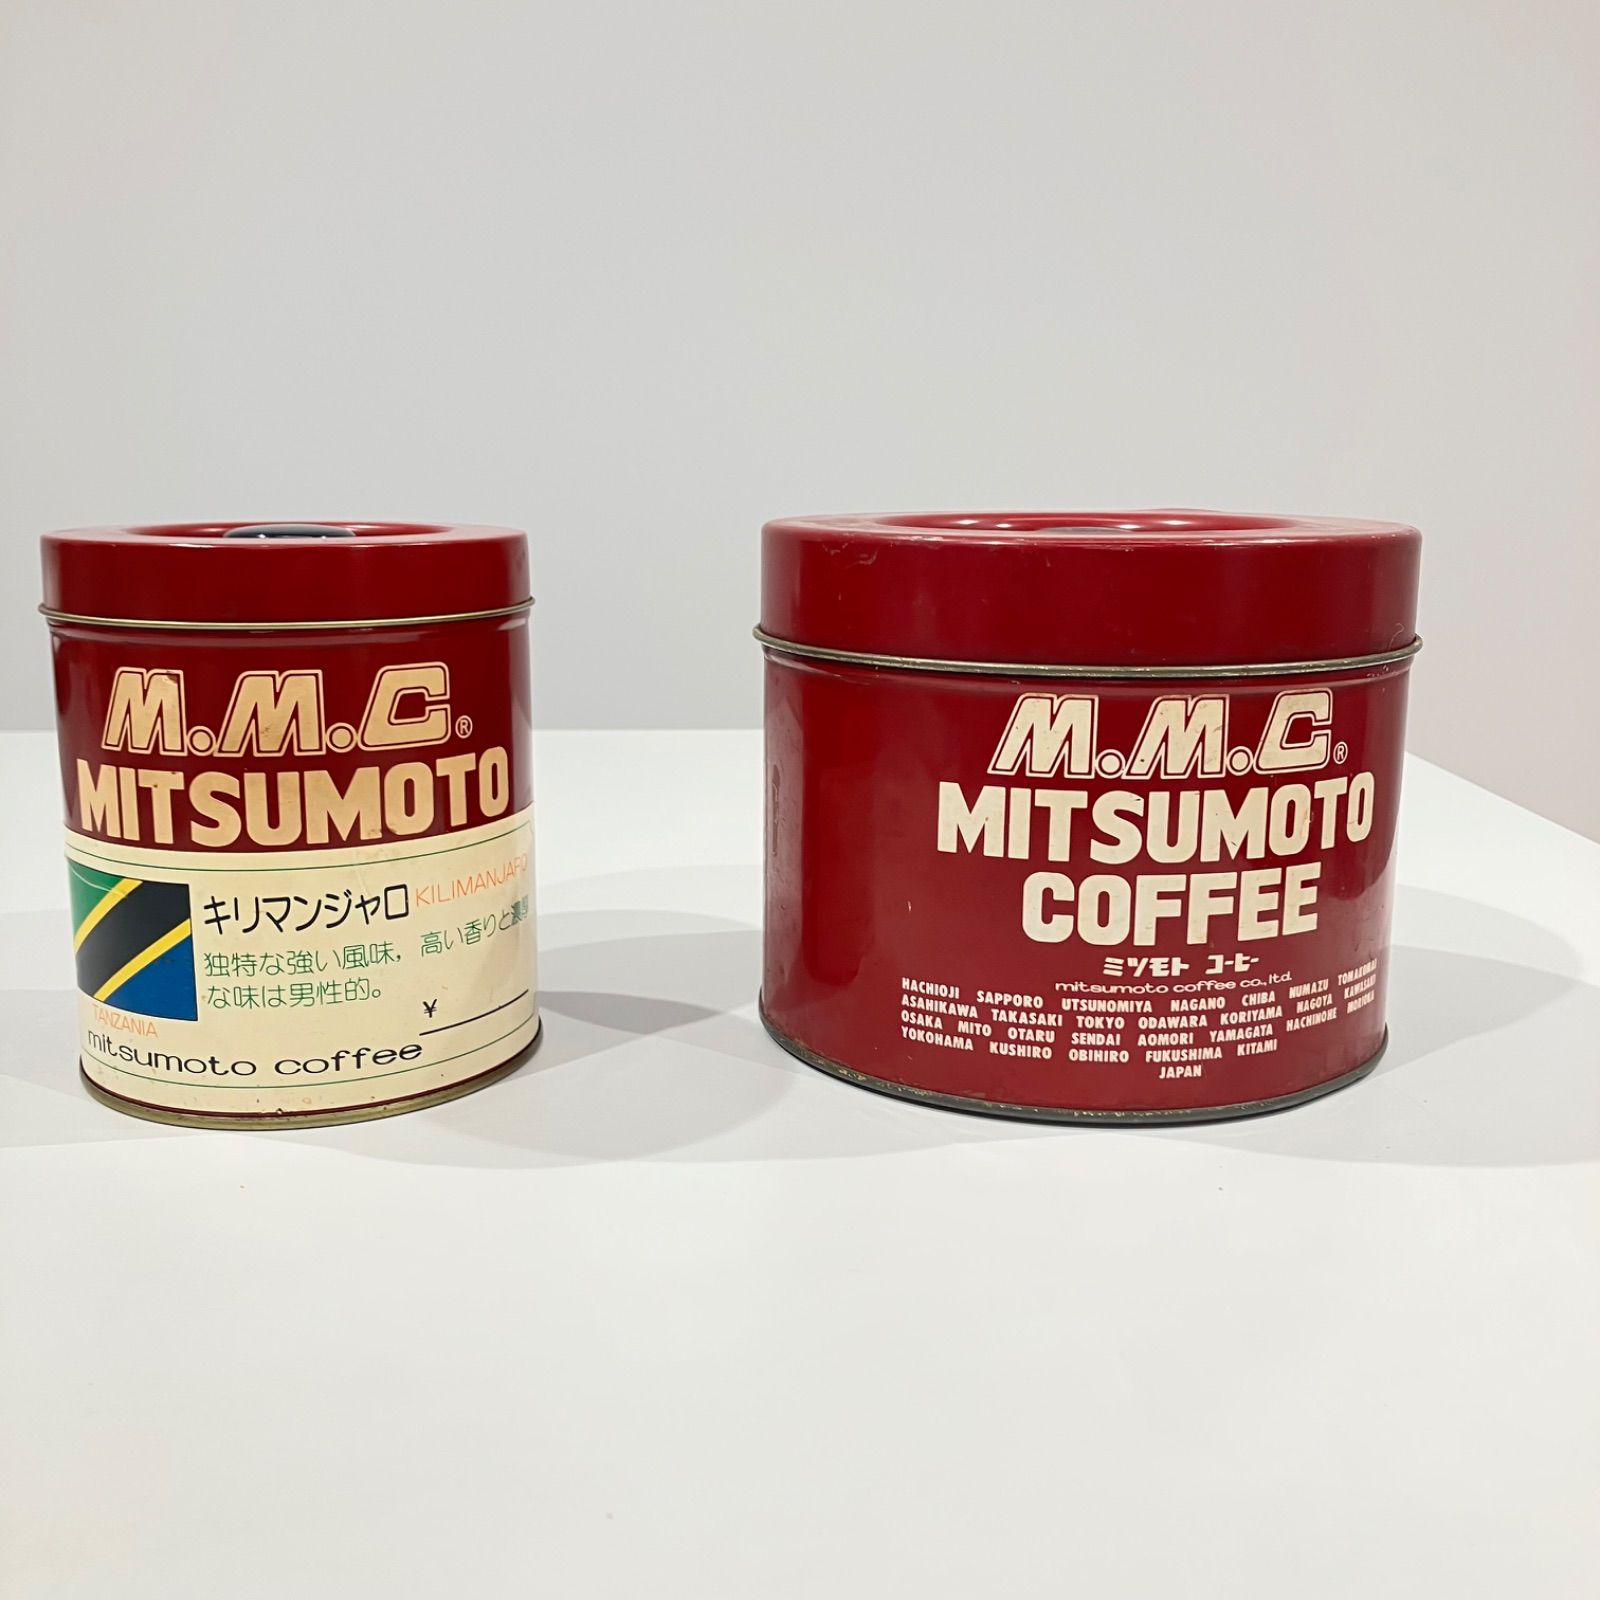 M.M.C®
MITSUMOTO
キリマンジャロ KILIMANJARO
独特な強い風味, 高い香りと濃厚
な味は男性的。
¥
TANZANIA
mitsumoto coffee
M.M.C®
MITSUMOTO
COFFEE
ミツモト コーヒー
mitsumoto coffee co., ltd.
HACHIOJI SAPPORO UTSUNOMIYA NAGANO CHIBA NUMAZU TOMAKOMAI
ASAHIKAWA TAKASAKI TOKYO ODAWARA KORIYAMA NAGOYA KAWASAKI
OSAKA MITO OTARU SENDAI AOMORI YAMAGATA HACHINOHE MORIOKA
YOKOHAMA KUSHIRO OBIHIRO FUKUSHIMA KITAMI
JAPAN